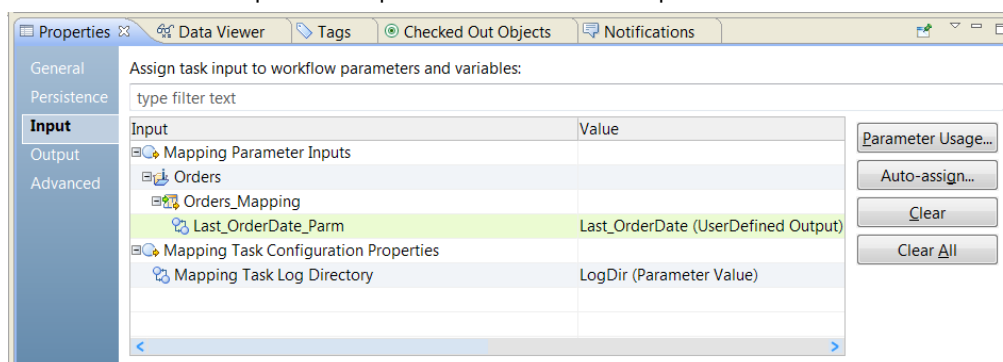 Properties Data Viewer Tags Checked Out Objects Notifications
General
Persistence
Input
Output
Advanced
Assign task input to workflow parameters and variables:
type filter text
Input Value
Mapping Parameter Inputs
Orders
Orders_Mapping
Last_OrderDate_Parm Last_OrderDate (UserDefined Output)
Mapping Task Configuration Properties
Mapping Task Log Directory LogDir (Parameter Value)
Parameter Usage...
Auto-assign...
Clear
Clear All